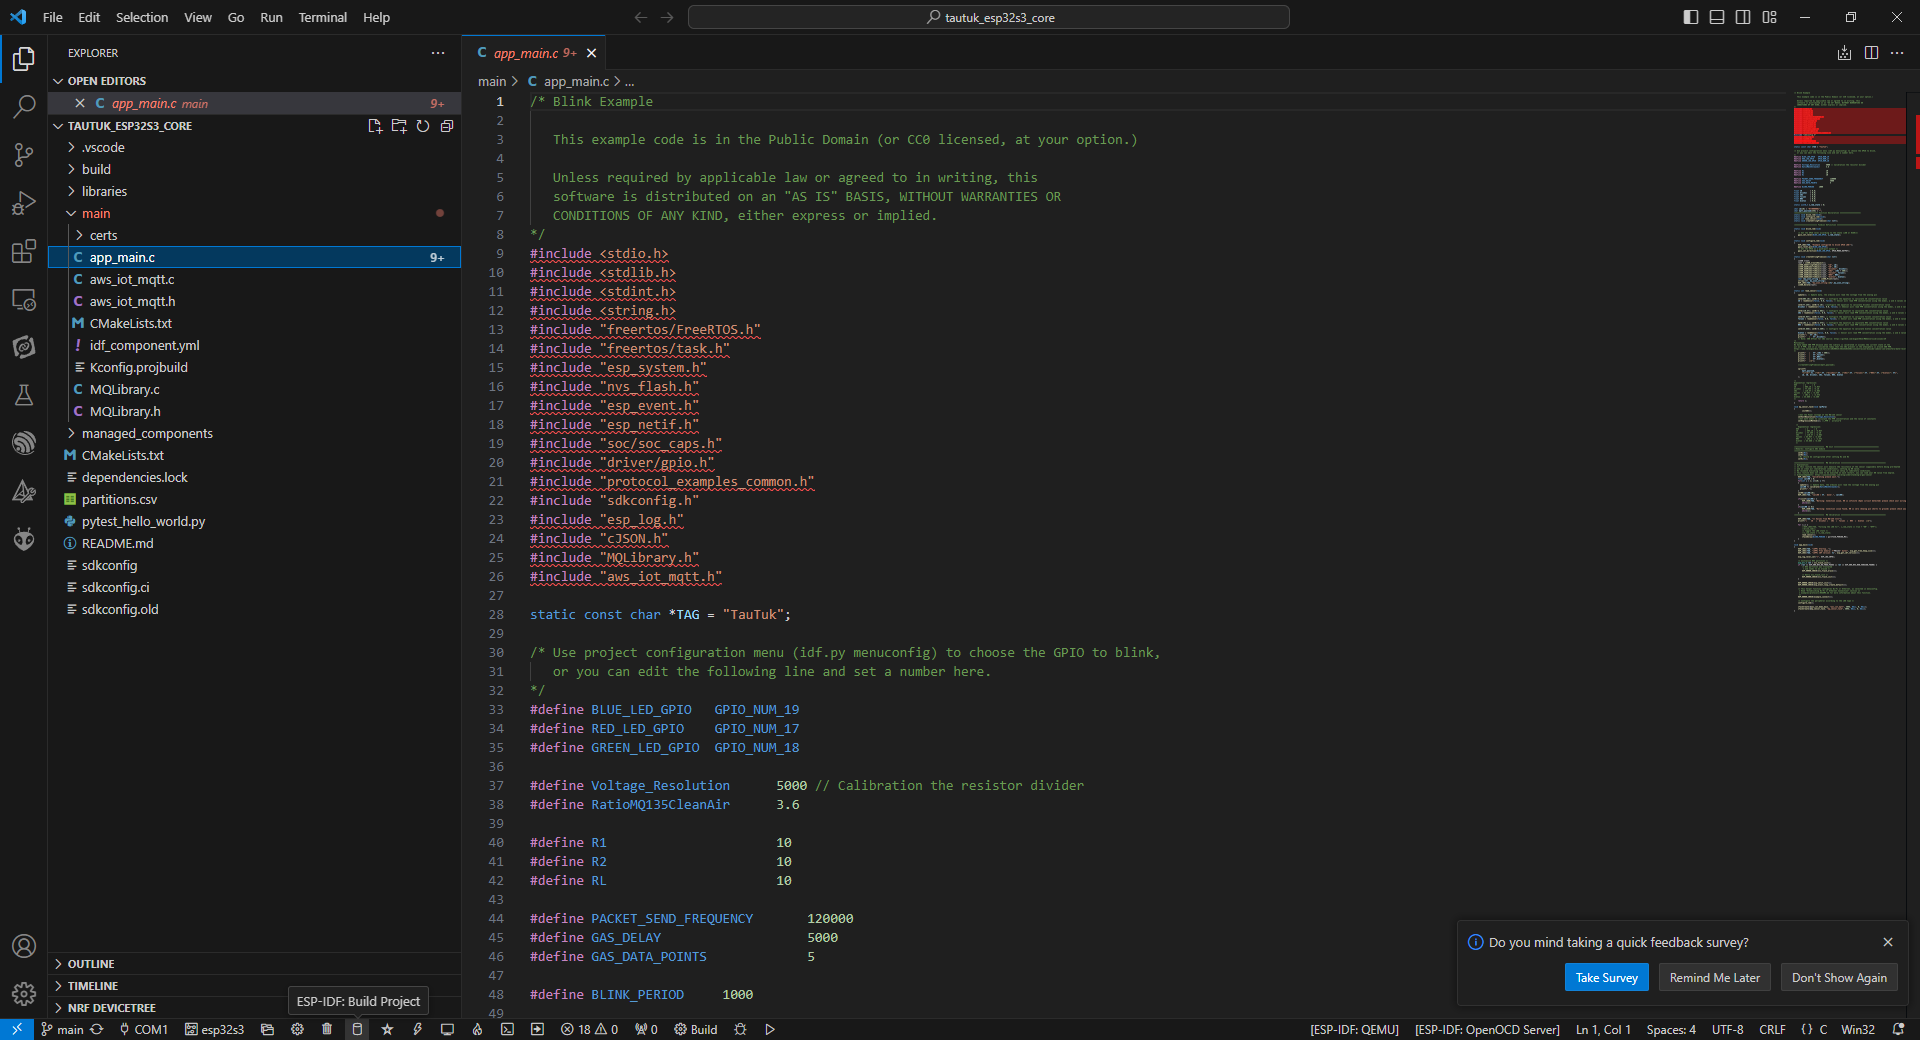 File Edit Selection View Go Run Terminal Help
tautuk_esp32s3_core
EXPLORER
OPEN EDITORS
app_main.c main 9+
TAUTUK_ESP32S3_CORE
.vscode
build
libraries
main
certs
app_main.c 9+
aws_iot_mqtt.c
aws_iot_mqtt.h
CMakeLists.txt
idf_component.yml
Kconfig.projbuild
MQLibrary.c
MQLibrary.h
managed_components
CMakeLists.txt
dependencies.lock
partitions.csv
pytest_hello_world.py
README.md
sdkconfig
sdkconfig.ci
sdkconfig.old
OUTLINE
TIMELINE
NRF DEVICETREE
ESP-IDF: Build Project
app_main.c 9+
main > C app_main.c > ...
1 /* Blink Example
2
3 This example code is in the Public Domain (or CC0 licensed, at your option.)
4
5 Unless required by applicable law or agreed to in writing, this
6 software is distributed on an "AS IS" BASIS, WITHOUT WARRANTIES OR
7 CONDITIONS OF ANY KIND, either express or implied.
8 */
9 #include <stdio.h>
10 #include <stdlib.h>
11 #include <stdint.h>
12 #include <string.h>
13 #include "freertos/FreeRTOS.h"
14 #include "freertos/task.h"
15 #include "esp_system.h"
16 #include "nvs_flash.h"
17 #include "esp_event.h"
18 #include "esp_netif.h"
19 #include "soc/soc_caps.h"
20 #include "driver/gpio.h"
21 #include "protocol_examples_common.h"
22 #include "sdkconfig.h"
23 #include "esp_log.h"
24 #include "cJSON.h"
25 #include "MQLibrary.h"
26 #include "aws_iot_mqtt.h"
27
28 static const char *TAG = "TauTuk";
29
30 /* Use project configuration menu (idf.py menuconfig) to choose the GPIO to blink,
31 or you can edit the following line and set a number here.
32 */
33 #define BLUE_LED_GPIO GPIO_NUM_19
34 #define RED_LED_GPIO GPIO_NUM_17
35 #define GREEN_LED_GPIO GPIO_NUM_18
36
37 #define Voltage_Resolution 5000 // Calibration the resistor divider
38 #define RatioMQ135CleanAir 3.6
39
40 #define R1 10
41 #define R2 10
42 #define RL 10
43
44 #define PACKET_SEND_FREQUENCY 120000
45 #define GAS_DELAY 5000
46 #define GAS_DATA_POINTS 5
47
48 #define BLINK_PERIOD 1000
49
Do you mind taking a quick feedback survey?
Take Survey Remind Me Later Don't Show Again
main COM1 esp32s3 18 0 0 Build [ESP-IDF: QEMU] [ESP-IDF: OpenOCD Server] Ln 1, Col 1 Spaces: 4 UTF-8 CRLF {} C Win32